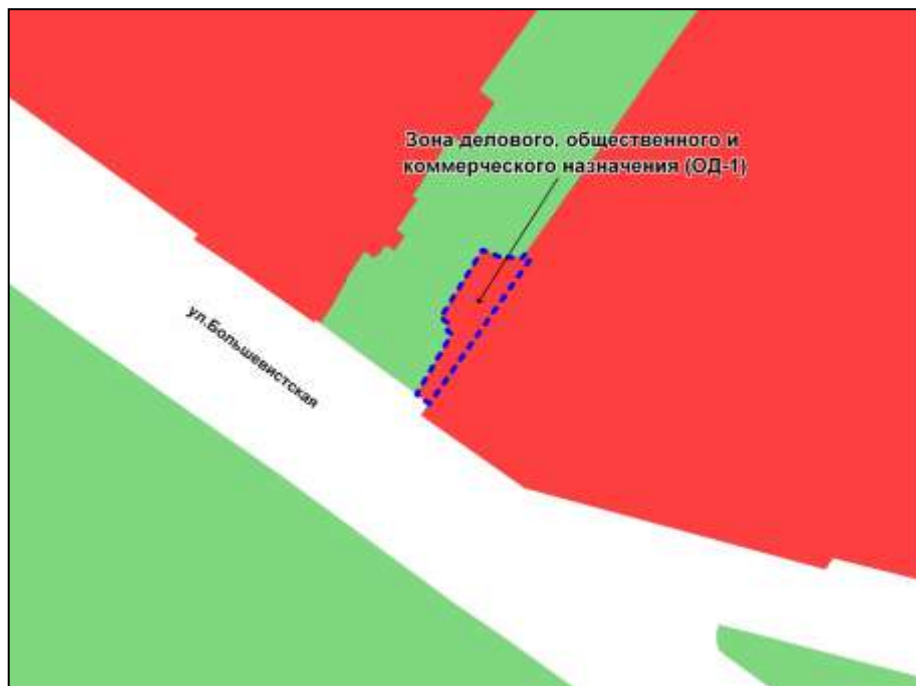 Зона делового, общественного и
коммерческого назначения (ОД-1)
ул.Большевистская